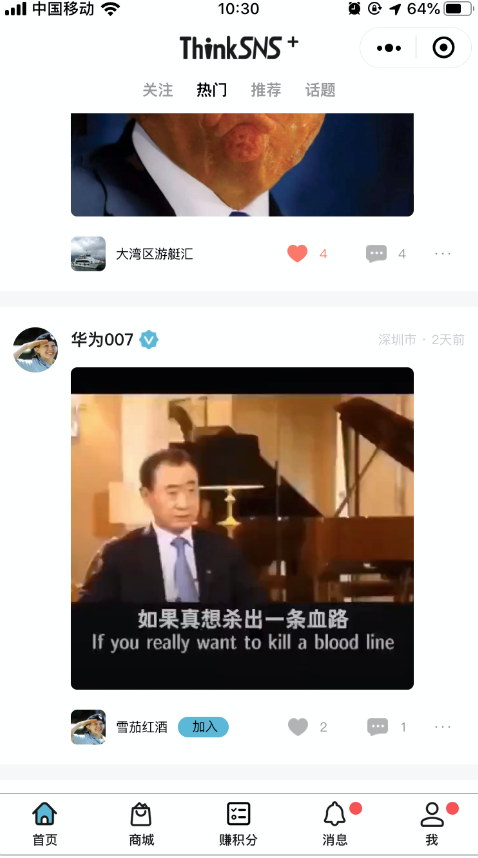 中国移动 10:30 64%
ThinkSNS+
关注 热门 推荐 话题
大湾区游艇汇 4 4
华为007 深圳市 · 2天前
如果真想杀出一条血路
If you really want to kill a blood line
雪茄红酒 加入 2 1
首页 商城 赚积分 消息 我